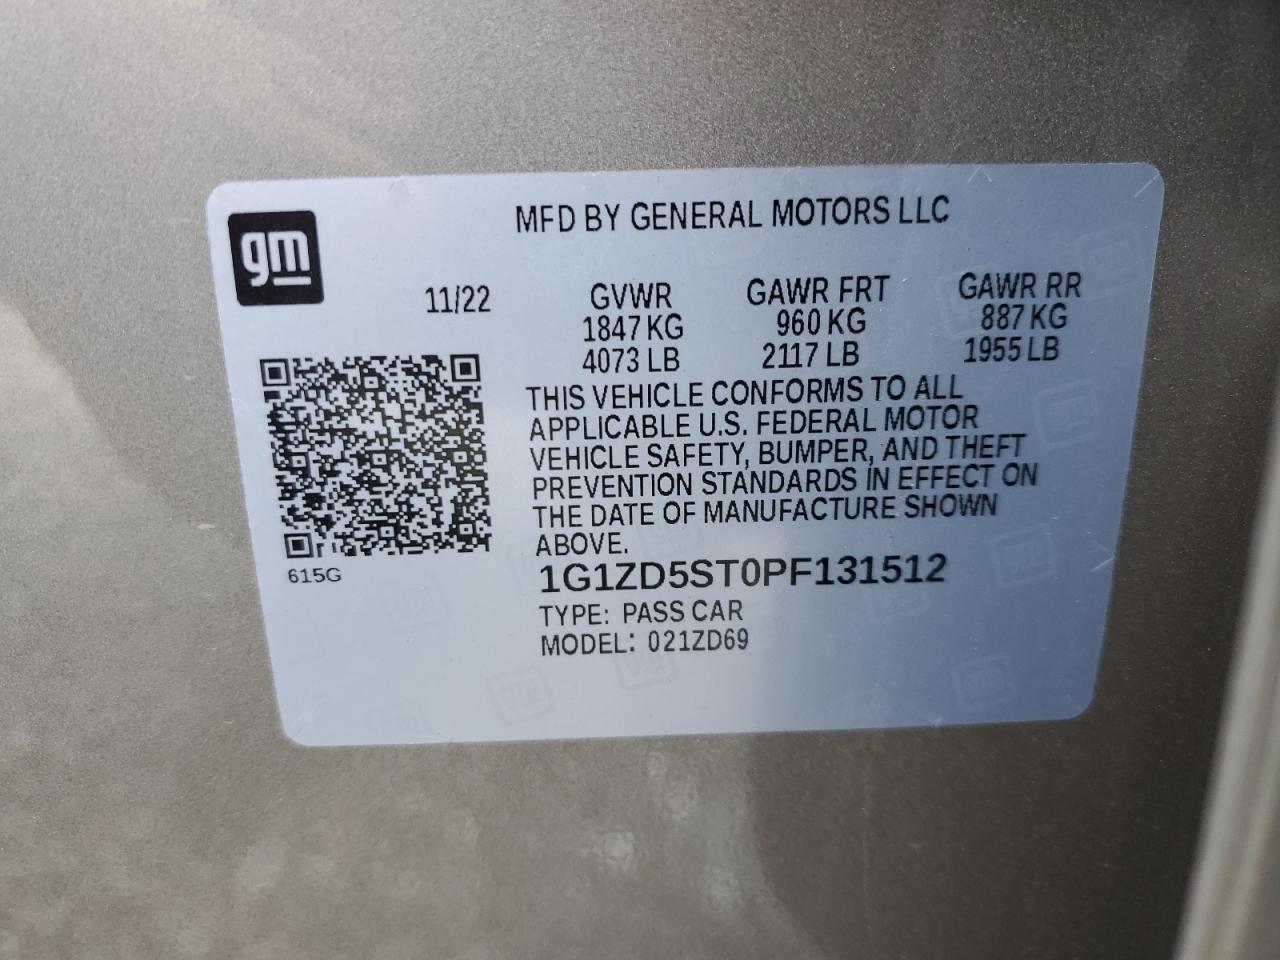 gm
MFD BY GENERAL MOTORS LLC
11/22 GVWR GAWR FRT GAWR RR
1847 KG 960 KG 887 KG
4073 LB 2117 LB 1955 LB
THIS VEHICLE CONFORMS TO ALL
APPLICABLE U.S. FEDERAL MOTOR
VEHICLE SAFETY, BUMPER, AND THEFT
PREVENTION STANDARDS IN EFFECT ON
THE DATE OF MANUFACTURE SHOWN
ABOVE.
615G
1G1ZD5ST0PF131512
TYPE: PASS CAR
MODEL: 021ZD69